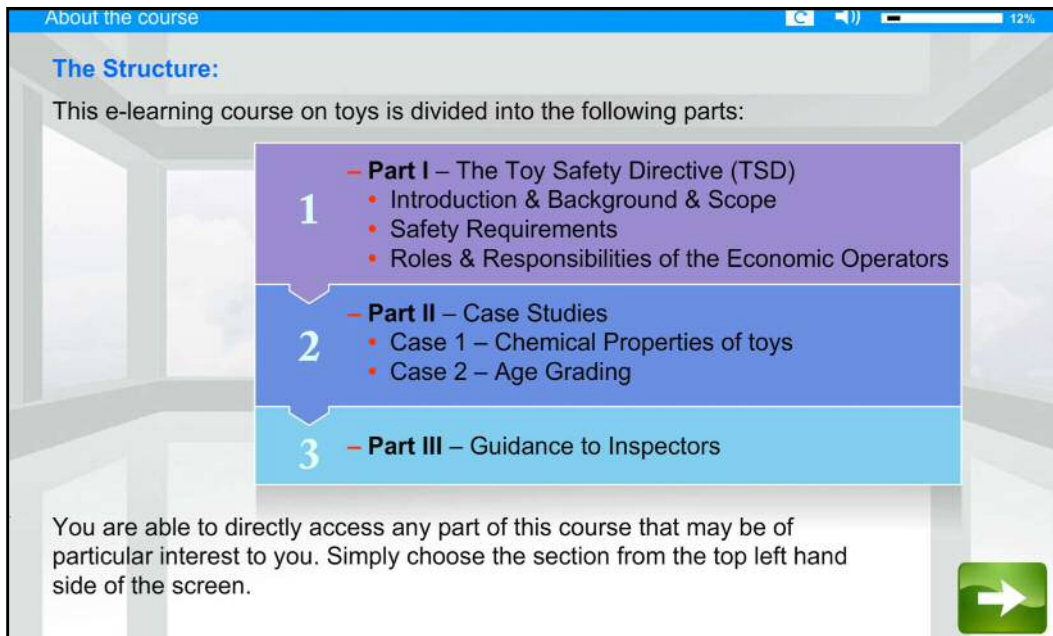 About the course
12%
The Structure:
This e-learning course on toys is divided into the following parts:
1
– Part I – The Toy Safety Directive (TSD)
• Introduction & Background & Scope
• Safety Requirements
• Roles & Responsibilities of the Economic Operators
2
– Part II – Case Studies
• Case 1 – Chemical Properties of toys
• Case 2 – Age Grading
3
– Part III – Guidance to Inspectors
You are able to directly access any part of this course that may be of
particular interest to you. Simply choose the section from the top left hand
side of the screen.